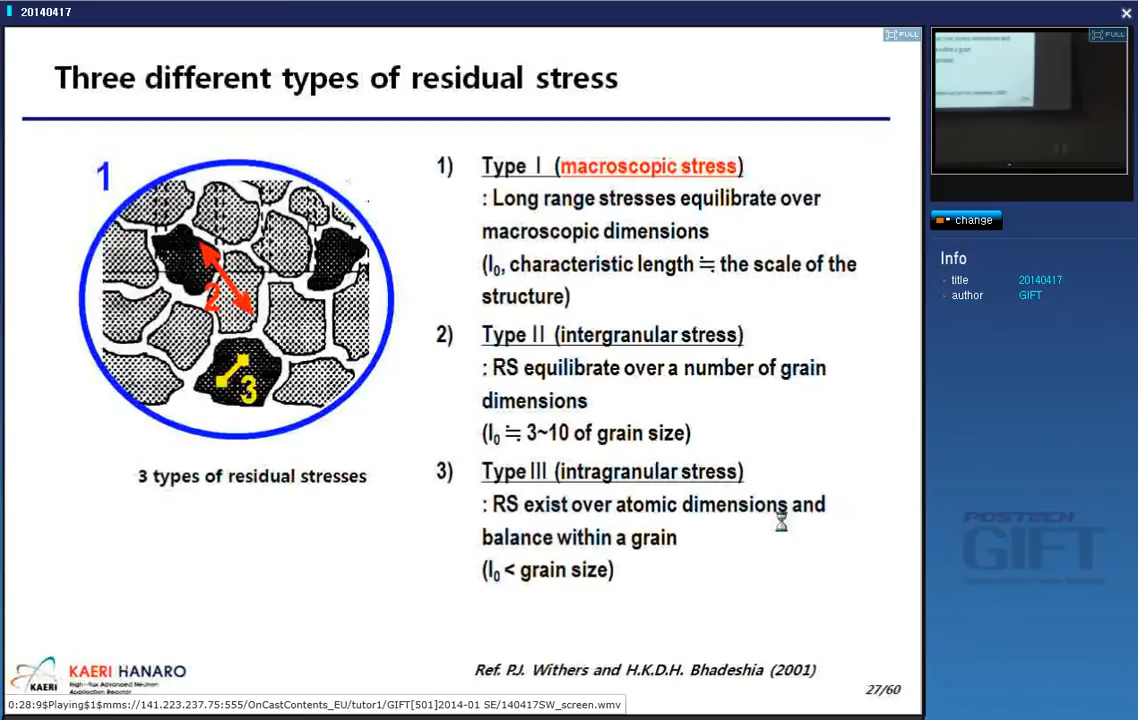 20140417
FULL
FULL
Three different types of residual stress
1
2
3
3 types of residual stresses
1) Type Ⅰ (macroscopic stress)
: Long range stresses equilibrate over
macroscopic dimensions
(l₀, characteristic length ≒ the scale of the
structure)
2) Type Ⅱ (intergranular stress)
: RS equilibrate over a number of grain
dimensions
(l₀ ≒ 3~10 of grain size)
3) Type Ⅲ (intragranular stress)
: RS exist over atomic dimensions and
balance within a grain
(l₀ < grain size)
KAERI
KAERI HANARO
High-flux Advanced Neutron
Application Reactor
Ref. P.J. Withers and H.K.D.H. Bhadeshia (2001)
27/60
0:28:9$Playing$1$mms://141.223.237.75:555/OnCastContents_EU/tutor1/GIFT[501]2014-01 SE/140417SW_screen.wmv
change
Info
title 20140417
author GIFT
POSTECH
GIFT